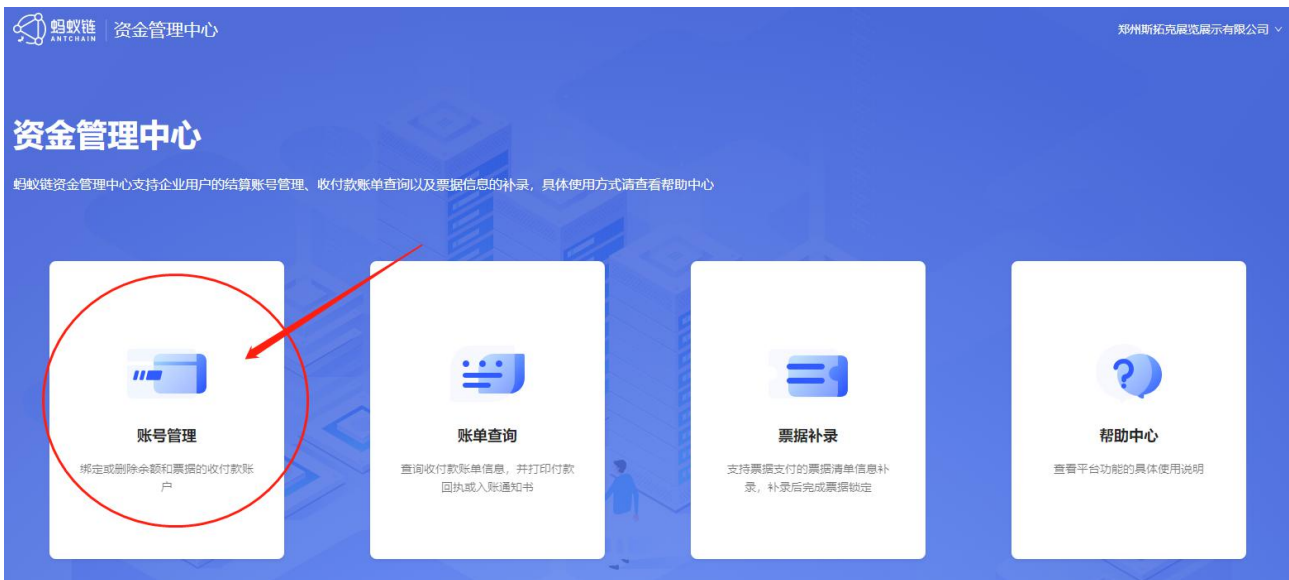 蚂蚁链
ANTCHAIN
资金管理中心
郑州斯拓克展览展示有限公司
资金管理中心
蚂蚁链资金管理中心支持企业用户的结算账号管理、收付款账单查询以及票据信息的补录，具体使用方式请查看帮助中心
账号管理
绑定或删除余额和票据的收付款账
户
账单查询
查询收付款账单信息，并打印付款
回执或入账通知书
票据补录
支持票据支付的票据清单信息补
录，补录后完成票据锁定
帮助中心
查看平台功能的具体使用说明